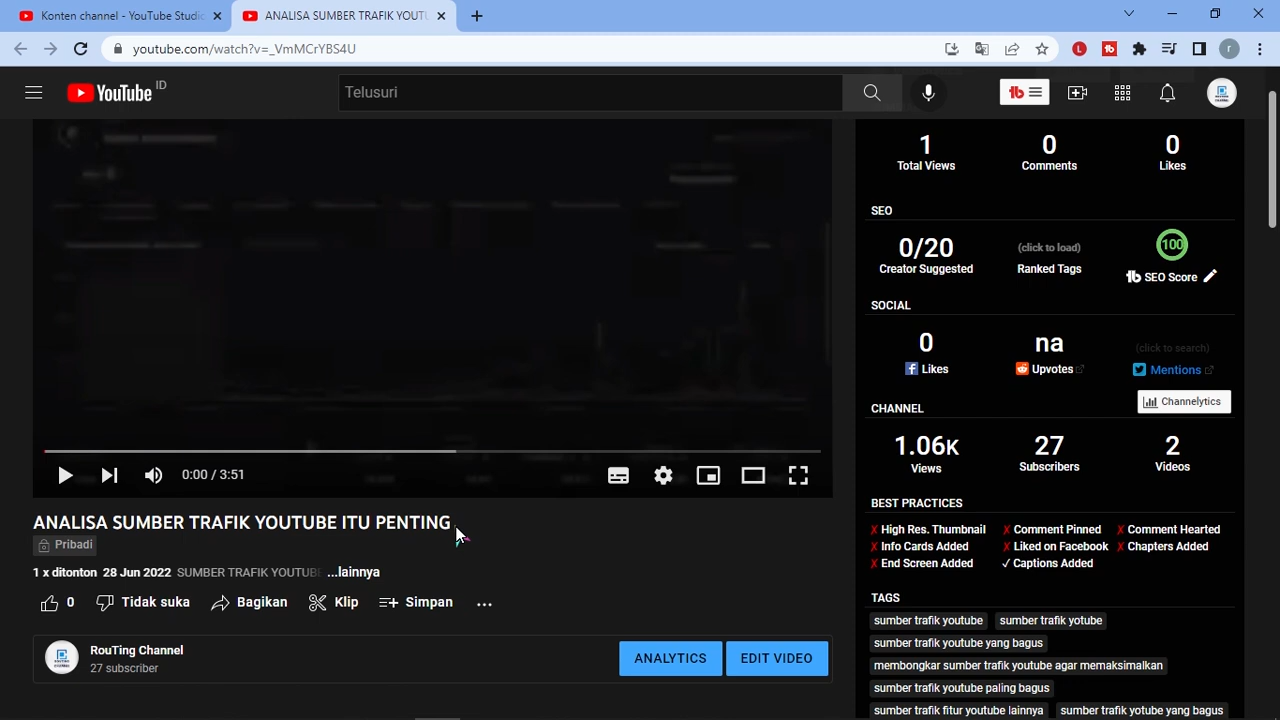 Konten channel - YouTube Studio
ANALISA SUMBER TRAFIK YOUT
youtube.com/watch?v=_VmMCrYBS4U
L
tb
r
YouTube ID
Telusuri
tb
1
Total Views
0
Comments
0
Likes
SEO
0/20
Creator Suggested
(click to load)
Ranked Tags
100
tb SEO Score
SOCIAL
0
f Likes
na
Upvotes
(click to search)
Mentions
Channelytics
CHANNEL
1.06K
Views
27
Subscribers
2
Videos
BEST PRACTICES
✗ High Res. Thumbnail ✗ Comment Pinned ✗ Comment Hearted
✗ Info Cards Added ✗ Liked on Facebook ✗ Chapters Added
✗ End Screen Added ✓ Captions Added
TAGS
sumber trafik youtube sumber trafik yotube
sumber trafik youtube yang bagus
membongkar sumber trafik youtube agar memaksimalkan
sumber trafik youtube paling bagus
sumber trafik fitur youtube lainnya sumber trafik yotube yang bagus
0:00 / 3:51
ANALISA SUMBER TRAFIK YOUTUBE ITU PENTING
Pribadi
1 x ditonton 28 Jun 2022 SUMBER TRAFIK YOUTUBE ...lainnya
0 Tidak suka Bagikan Klip Simpan ...
RouTing Channel
27 subscriber
ANALYTICS
EDIT VIDEO